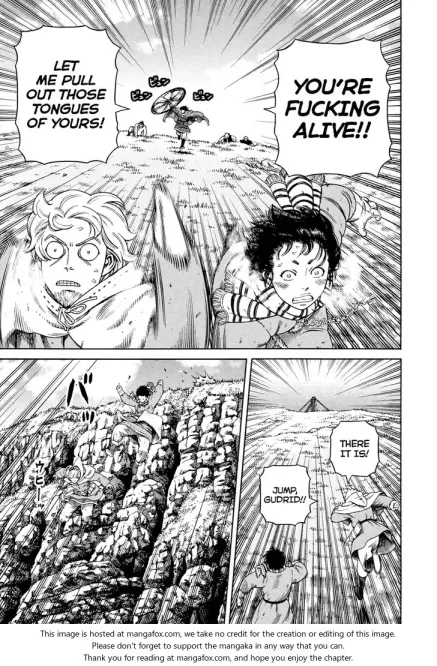 YOU'RE
FUCKING
ALIVE!!
LET
ME PULL
OUT THOSE
TONGUES
OF YOURS!
THERE
IT IS!
JUMP,
GUDRID!!
バッ
This image is hosted at mangafox.com, we take no credit for the creation or editing of this image.
Please don't forget to support the mangaka in any way that you can.
Thank you for reading at mangafox.com, and hope you enjoy the chapter.